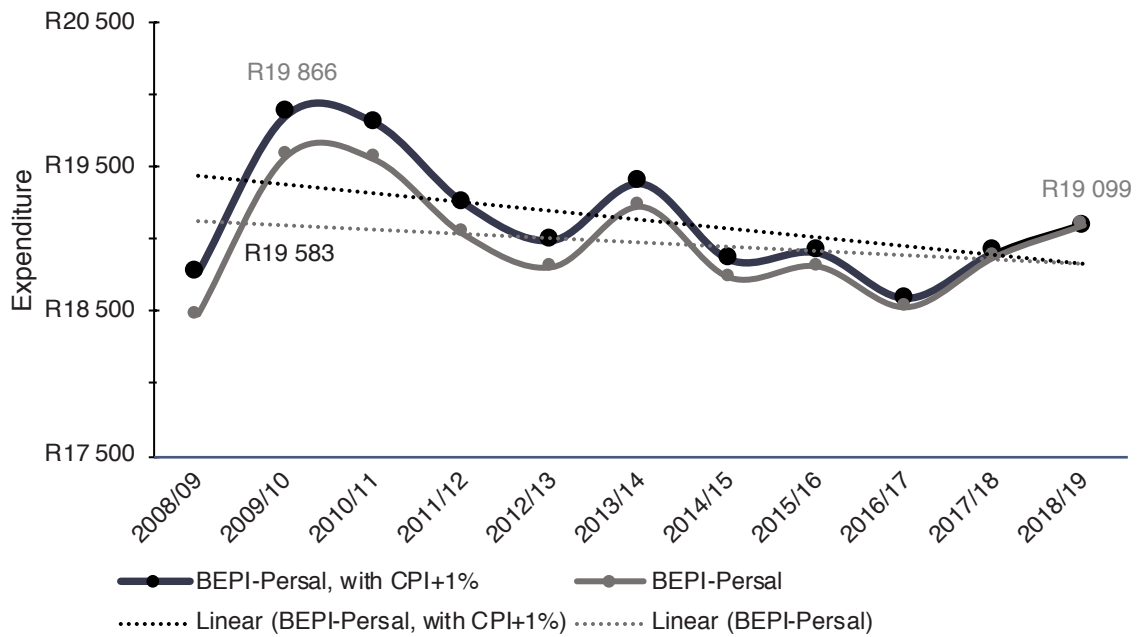 R20 500
R19 866
R19 500
R19 099
Expenditure
R19 583
R18 500
R17 500
2008/09
2009/10
2010/11
2011/12
2012/13
2013/14
2014/15
2015/16
2016/17
2017/18
2018/19
BEPI-Persal, with CPI+1% BEPI-Persal
Linear (BEPI-Persal, with CPI+1%) Linear (BEPI-Persal)